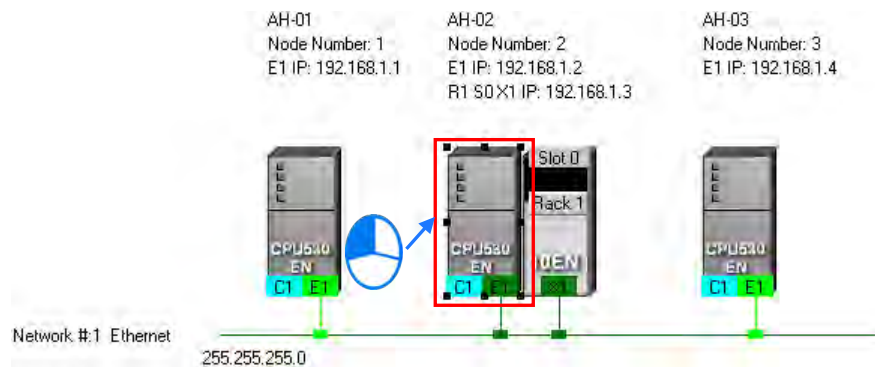 AH-01
Node Number: 1
E1 IP: 192.168.1.1
AH-02
Node Number: 2
E1 IP: 192.168.1.2
R1 S0 X1 IP: 192.168.1.3
AH-03
Node Number: 3
E1 IP: 192.168.1.4
CPU530
EN
C1 E1
CPU530
EN
C1 E1
Slot 0
Rack 1
0EN
X1
CPU530
EN
C1 E1
Network #:1 Ethernet
255.255.255.0